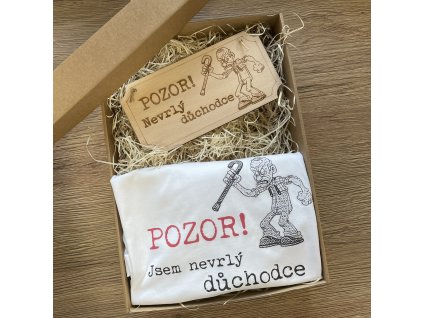 POZOR!
Nevrlý
důchodce
POZOR!
Jsem nevrlý
důchodce